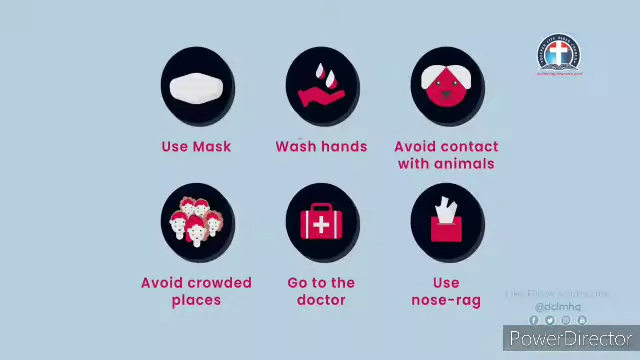 Use Mask
Wash hands
Avoid contact
with animals
Avoid crowded
places
Go to the
doctor
Use
nose-rag
@dclmhq
PowerDirector